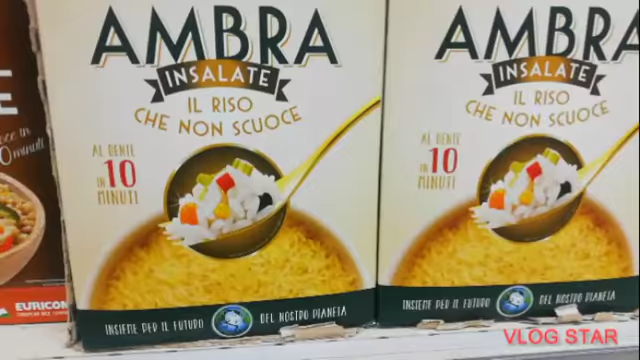 AMBRA
INSALATE
IL RISO
CHE NON SCUOCE
AL DENTE
IN 10
MINUTI
INSIEME PER IL FUTURO DEL NOSTRO PIANETA
AMBRA
INSALATE
IL RISO
CHE NON SCUOCE
AL DENTE
IN 10
MINUTI
INSIEME PER IL FUTURO DEL NOSTRO PIANETA
E
0 minuti
EURICOM
VLOG STAR